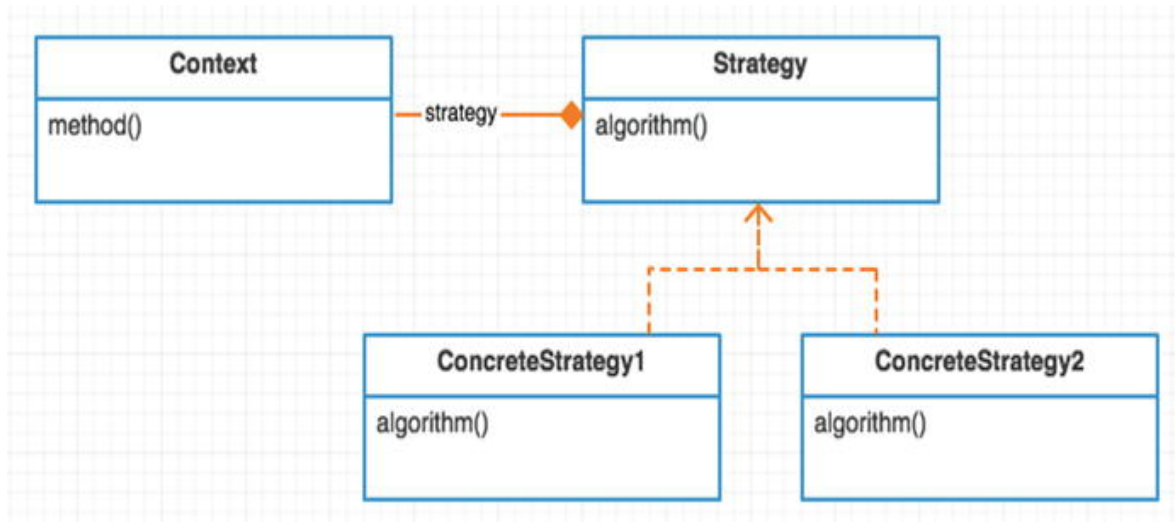 Context
method()
strategy
Strategy
algorithm()
ConcreteStrategy1
algorithm()
ConcreteStrategy2
algorithm()